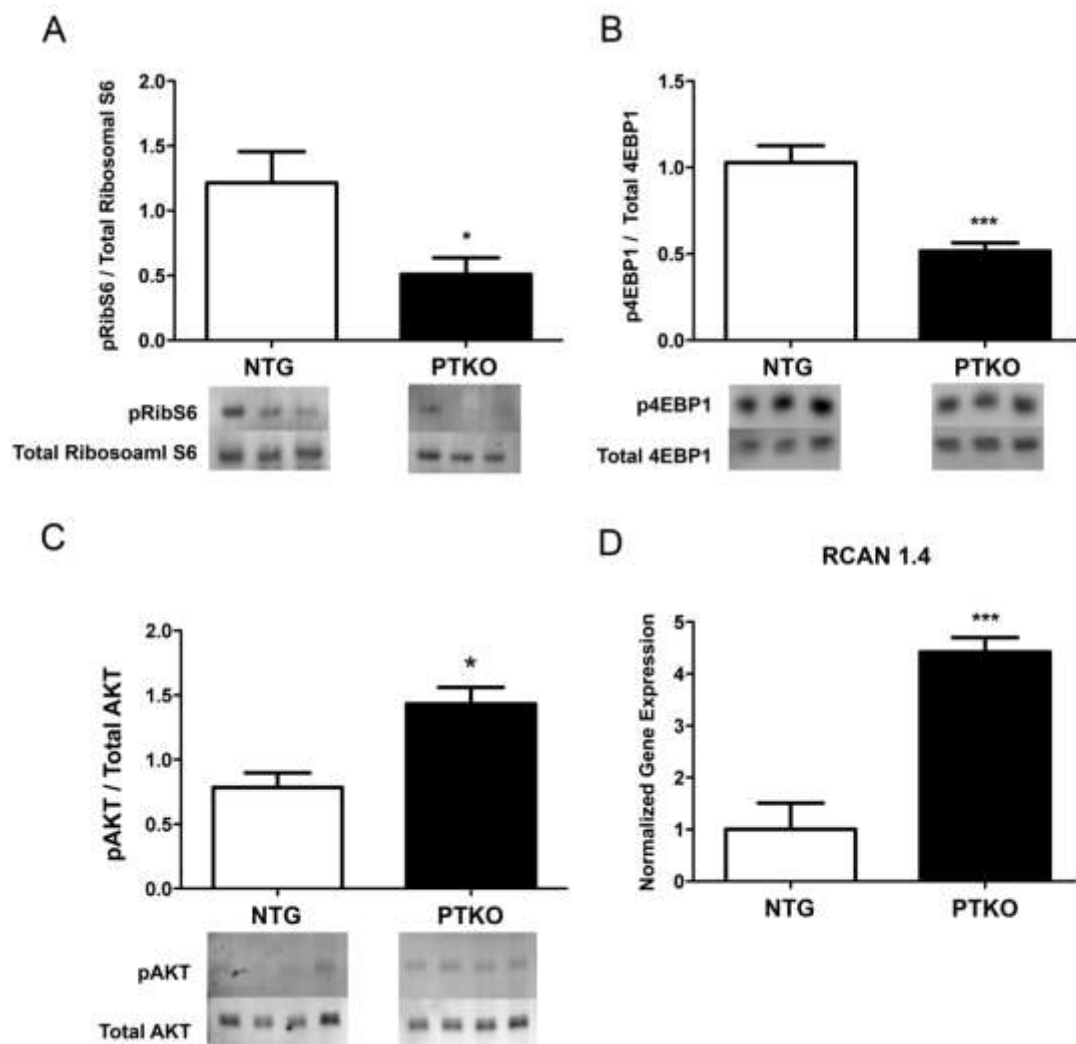 A
pRibS6 / Total Ribosomal S6
2.0
1.5
1.0
0.5
0.0
*
NTG PTKO
pRibS6
Total Ribosoaml S6
B
p4EBP1 / Total 4EBP1
1.5
1.0
0.5
0.0
***
NTG PTKO
p4EBP1
Total 4EBP1
C
pAKT / Total AKT
2.0
1.5
1.0
0.5
0.0
*
NTG PTKO
pAKT
Total AKT
D
RCAN 1.4
Normalized Gene Expression
5
4
3
2
1
0
***
NTG PTKO